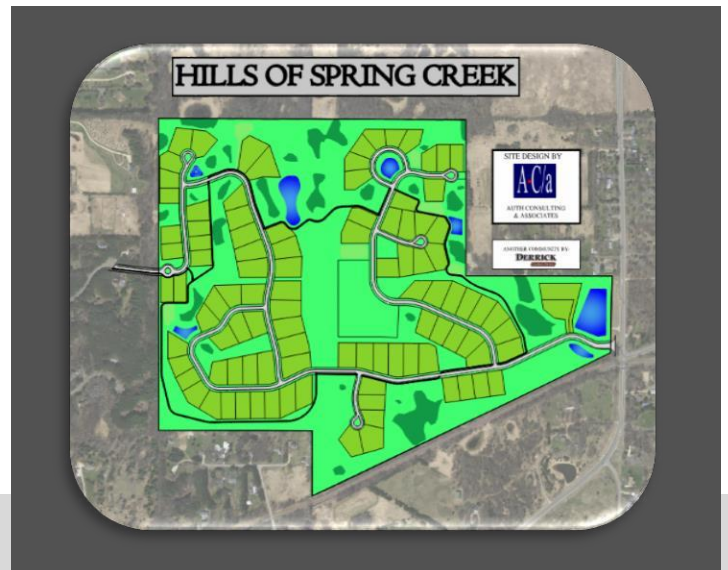 HILLS OF SPRING CREEK
SITE DESIGN BY
A·C/a
AUTH CONSULTING
& ASSOCIATES
ANOTHER COMMUNITY BY:
DERRICK